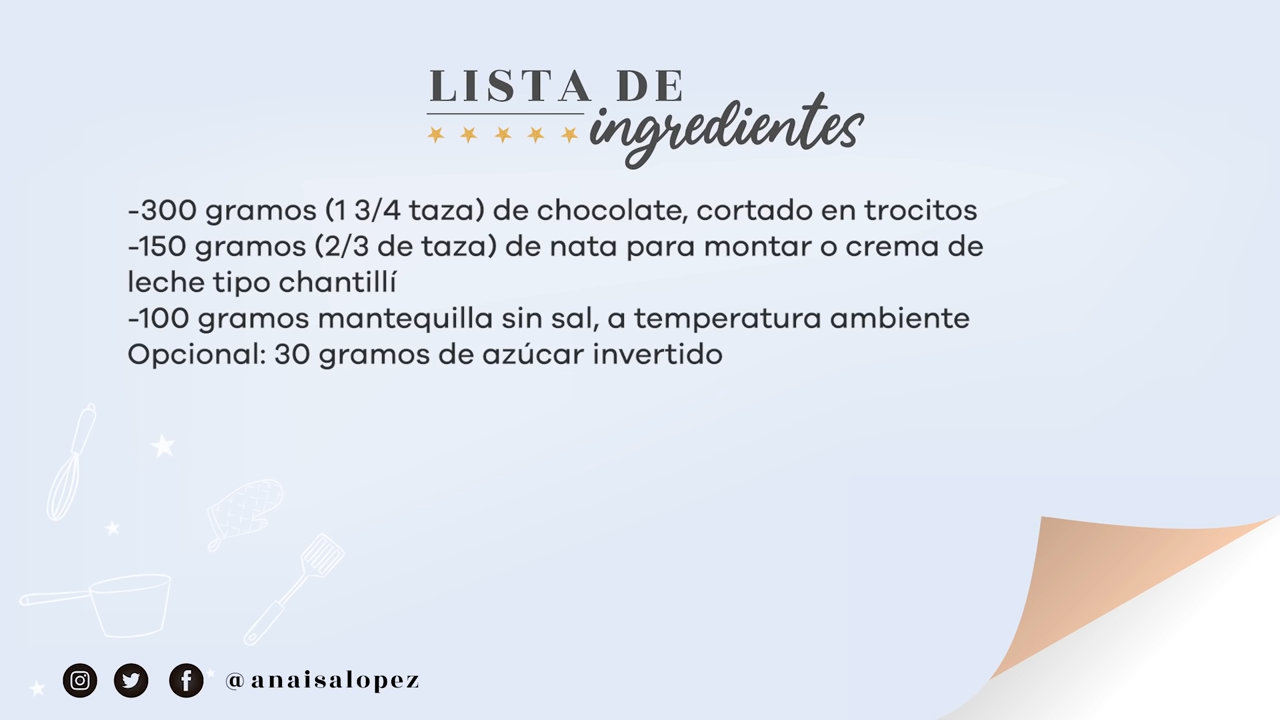 LISTA DE
ingredientes
-300 gramos (1 3/4 taza) de chocolate, cortado en trocitos
-150 gramos (2/3 de taza) de nata para montar o crema de
leche tipo chantillí
-100 gramos mantequilla sin sal, a temperatura ambiente
Opcional: 30 gramos de azúcar invertido
@anaisalopez